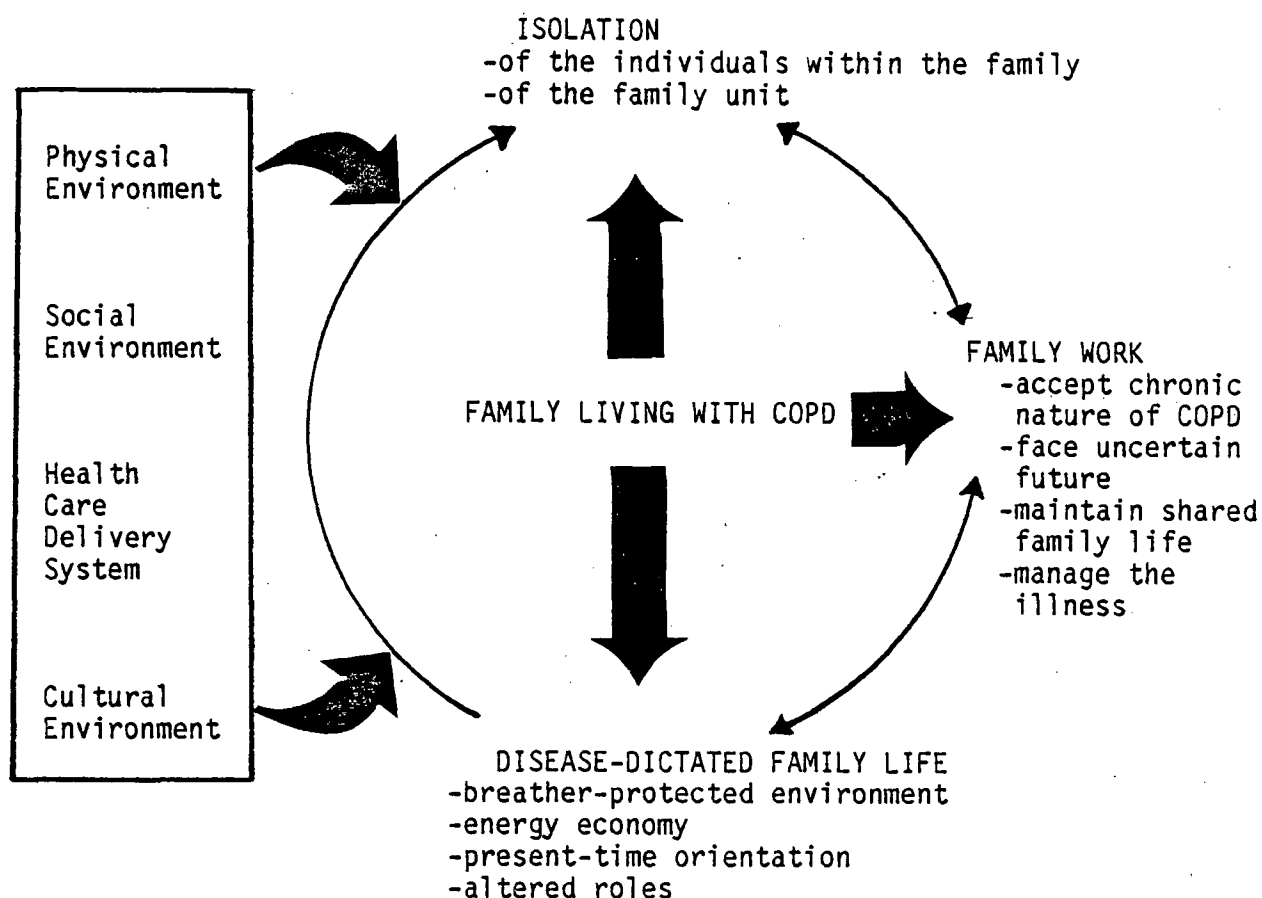 ISOLATION
-of the individuals within the family
-of the family unit
Physical
Environment
Social
Environment
Health
Care
Delivery
System
Cultural
Environment
FAMILY LIVING WITH COPD
FAMILY WORK
-accept chronic
nature of COPD
-face uncertain
future
-maintain shared
family life
-manage the
illness
DISEASE-DICTATED FAMILY LIFE
-breather-protected environment
-energy economy
-present-time orientation
-altered roles